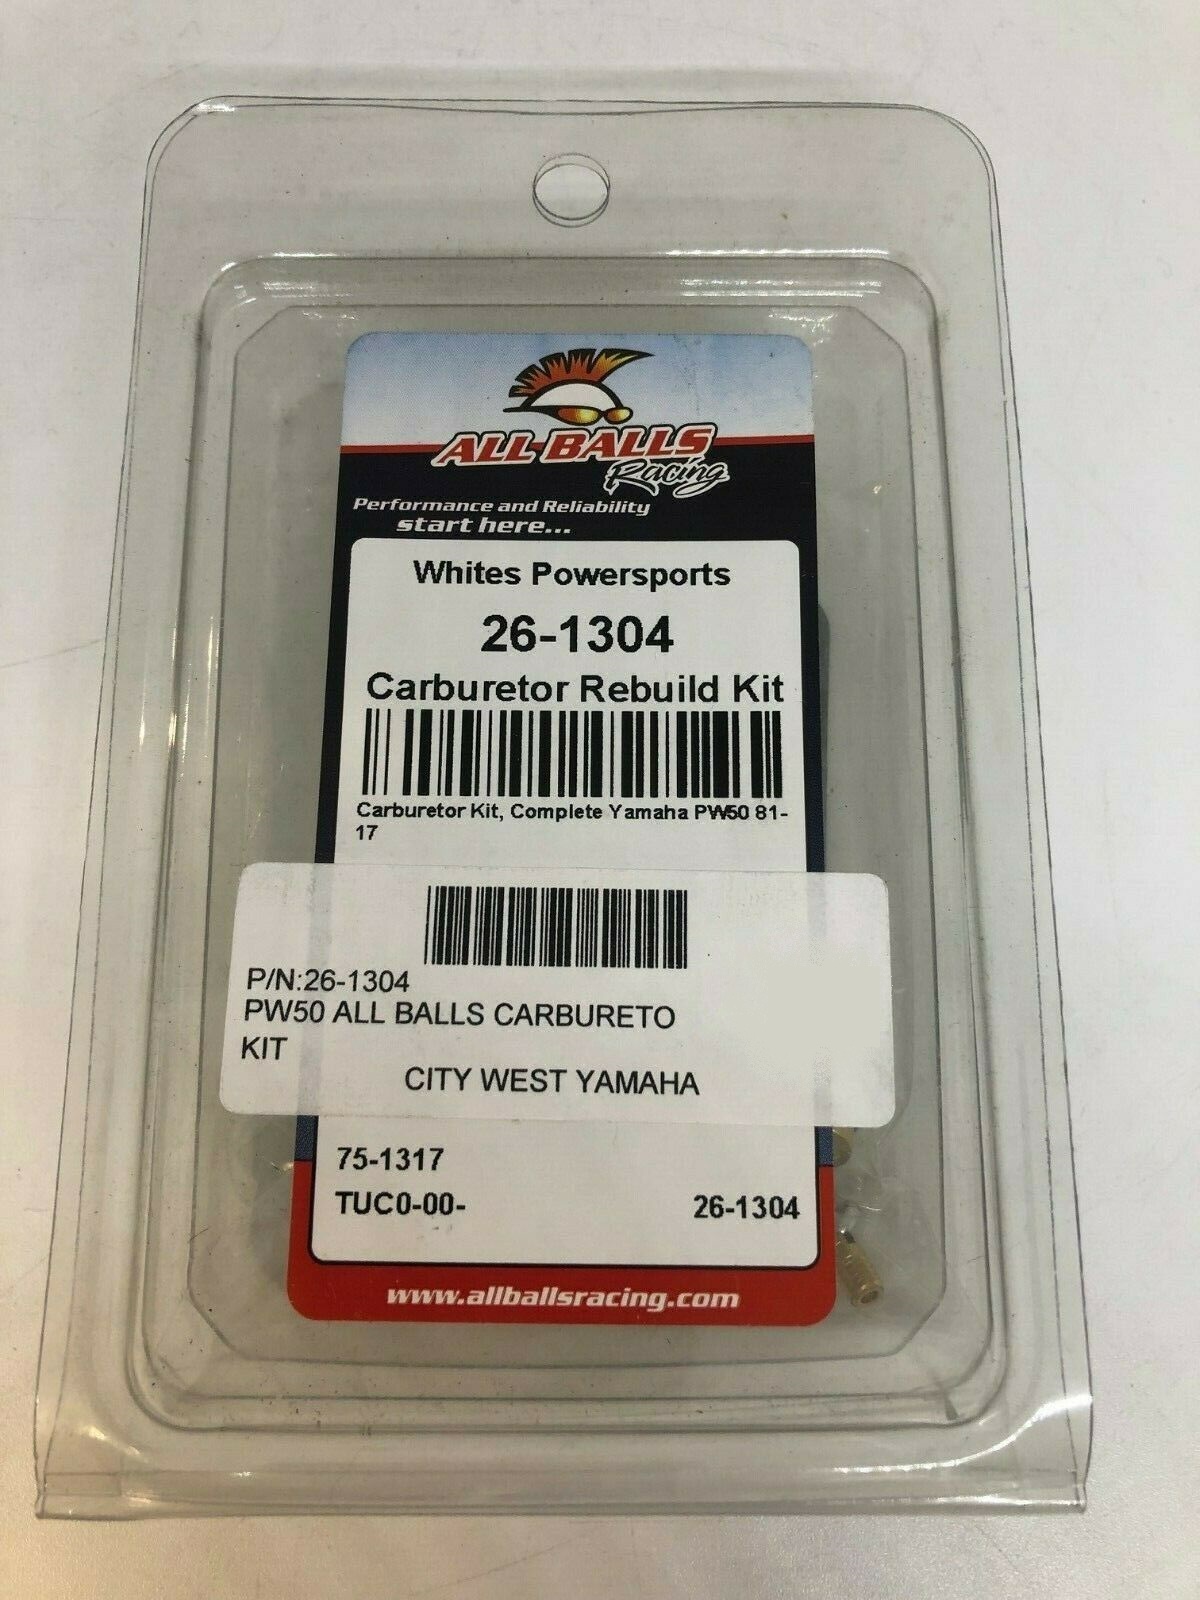 ALL BALLS
Racing
Performance and Reliability
start here...
Whites Powersports
26-1304
Carburetor Rebuild Kit
Carburetor Kit, Complete Yamaha PW50 81-
17
P/N:26-1304
PW50 ALL BALLS CARBURETO
KIT
CITY WEST YAMAHA
75-1317
TUC0-00- 26-1304
www.allballsracing.com